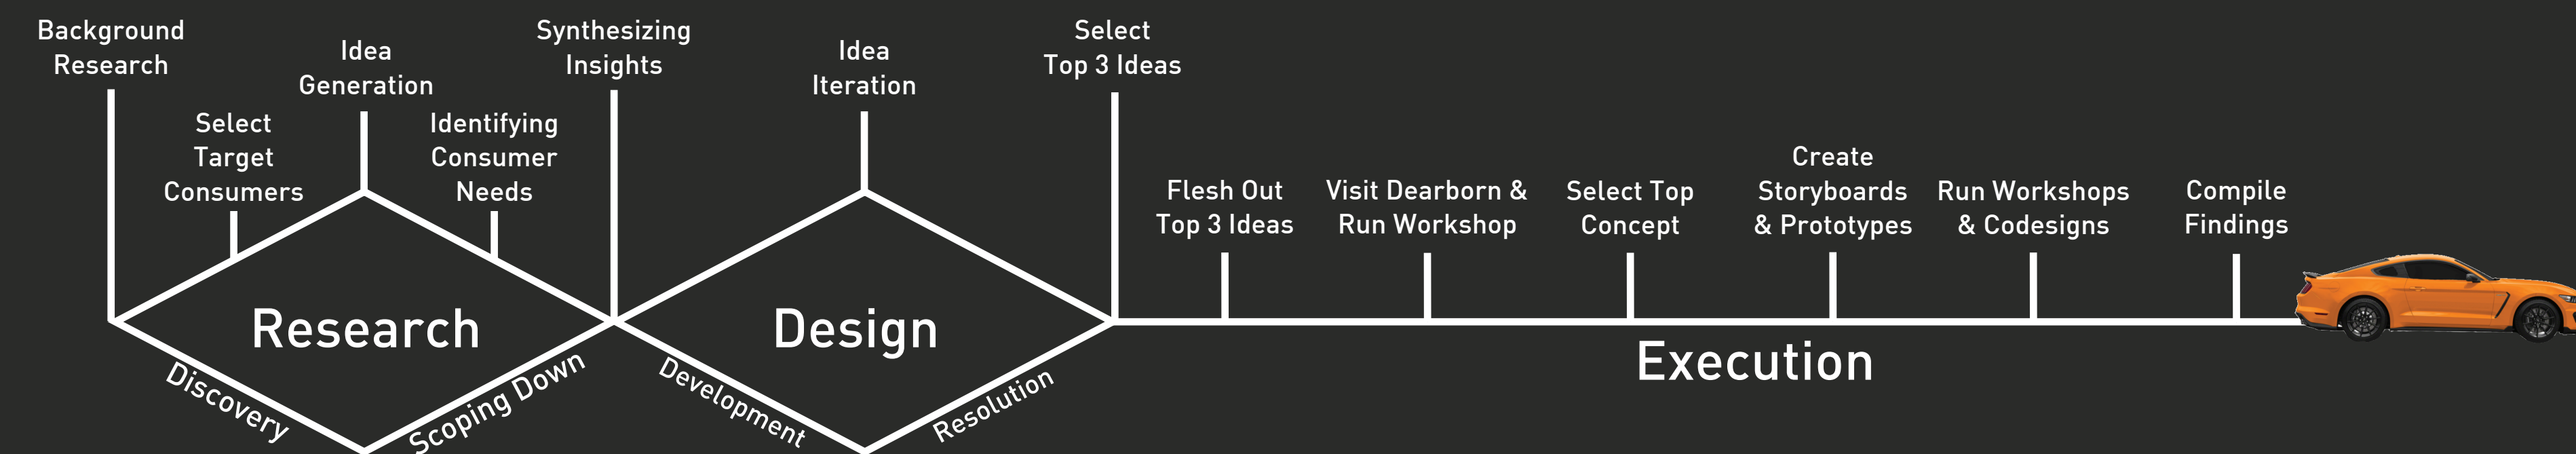 Background
Research
Select
Target
Consumers
Idea
Generation
Identifying
Consumer
Needs
Synthesizing
Insights
Idea
Iteration
Select
Top 3 Ideas
Flesh Out
Top 3 Ideas
Visit Dearborn &
Run Workshop
Select Top
Concept
Create
Storyboards
& Prototypes
Run Workshops
& Codesigns
Compile
Findings
Research
Discovery
Scoping Down
Design
Development
Resolution
Execution